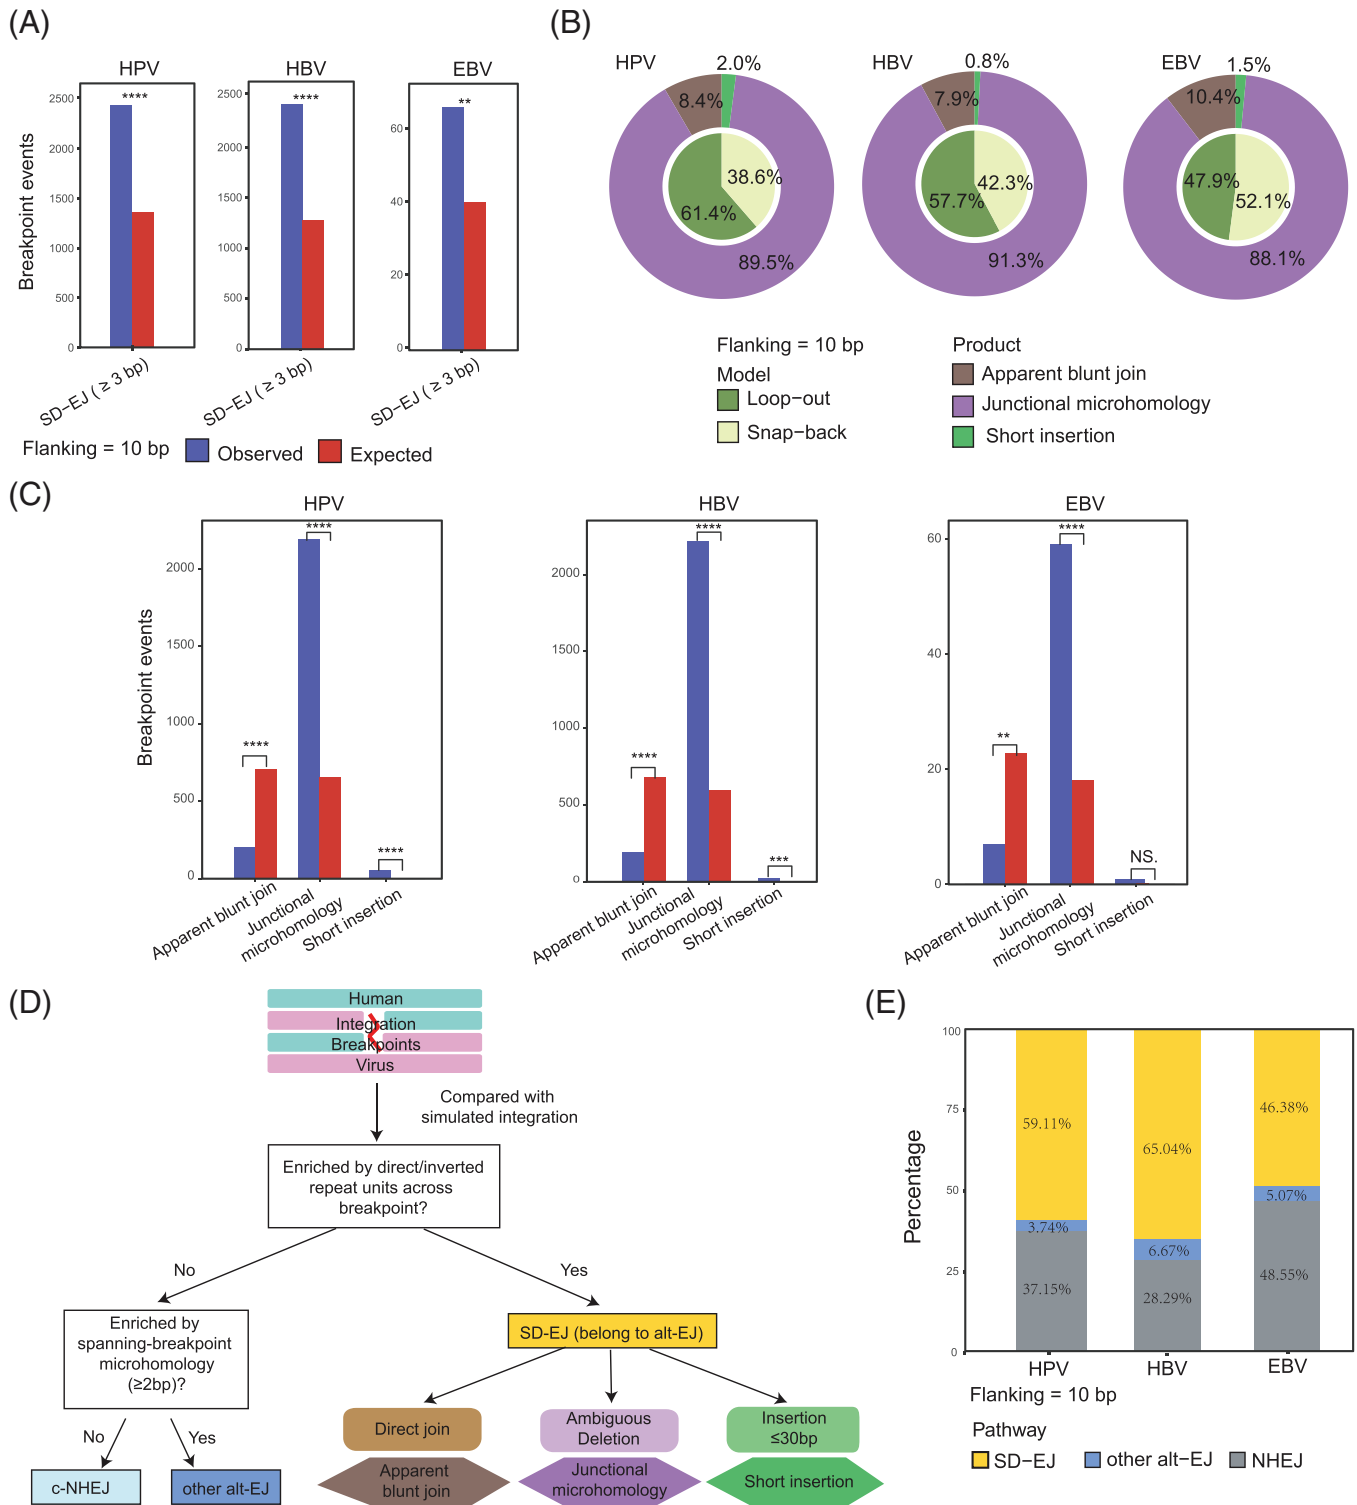 (A)
HPV
HBV
EBV
Breakpoint events
2500
2000
1500
1000
500
0
****
SD−EJ ( ≥ 3 bp)
2500
2000
1500
1000
500
0
****
SD−EJ ( ≥ 3 bp)
60
40
20
0
**
SD−EJ ( ≥ 3 bp)
Flanking = 10 bp
Observed
Expected
(B)
HPV
2.0%
8.4%
38.6%
61.4%
89.5%
HBV
0.8%
7.9%
42.3%
57.7%
91.3%
EBV
1.5%
10.4%
47.9%
52.1%
88.1%
Flanking = 10 bp
Model
Loop−out
Snap−back
Product
Apparent blunt join
Junctional microhomology
Short insertion
(C)
HPV
Breakpoint events
2000
1500
1000
500
0
****
****
****
Apparent blunt join
Junctional
microhomology
Short insertion
HBV
2000
1500
1000
500
0
****
****
***
Apparent blunt join
Junctional
microhomology
Short insertion
EBV
60
40
20
0
**
****
NS.
Apparent blunt join
Junctional
microhomology
Short insertion
(D)
Human
Integration
Breakpoints
Virus
Compared with
simulated integration
Enriched by direct/inverted
repeat units across
breakpoint?
No
Yes
Enriched by
spanning-breakpoint
microhomology
(≥2bp)?
SD-EJ (belong to alt-EJ)
No
Yes
c-NHEJ
other alt-EJ
Direct join
Ambiguous
Deletion
Insertion
≤30bp
Apparent
blunt join
Junctional
microhomology
Short insertion
(E)
Percentage
100
75
50
25
0
59.11%
3.74%
37.15%
65.04%
6.67%
28.29%
46.38%
5.07%
48.55%
HPV
HBV
EBV
Flanking = 10 bp
Pathway
SD−EJ
other alt−EJ
NHEJ